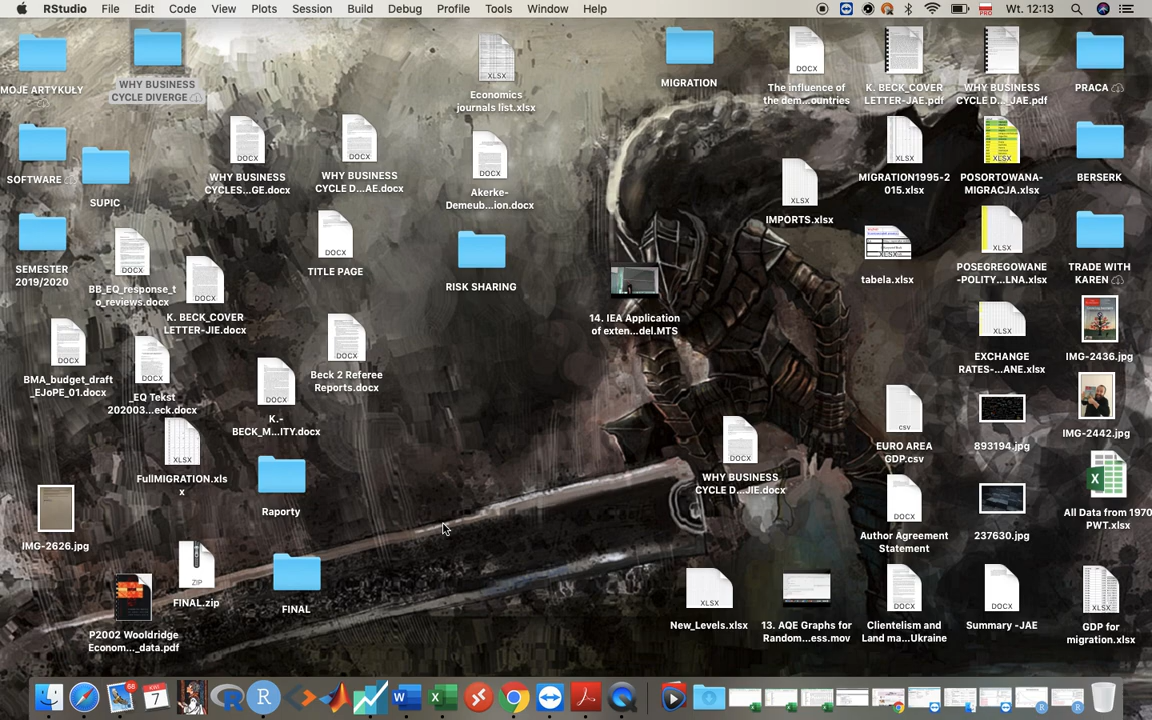 RStudio File Edit Code View Plots Session Build Debug Profile Tools Window Help Wt. 12:13
MOJE ARTYKUŁY
WHY BUSINESS
CYCLE DIVERGE
Economics
journals list.xlsx
MIGRATION
The influence of
the dem...ountries
K. BECK_COVER
LETTER-JAE.pdf
WHY BUSINESS
CYCLE D..._JAE.pdf
PRACA
SOFTWARE
SUPIC
WHY BUSINESS
CYCLES...GE.docx
WHY BUSINESS
CYCLE D...AE.docx
Akerke-
Demeub...ion.docx
IMPORTS.xlsx
MIGRATION1995-2
015.xlsx
POSORTOWANA-
MIGRACJA.xlsx
BERSERK
SEMESTER
2019/2020
BB_EQ_response_t
o_reviews.docx
K. BECK_COVER
LETTER-JIE.docx
TITLE PAGE
RISK SHARING
14. IEA Application
of exten...del.MTS
tabela.xlsx
POSEGREGOWANE
-POLITY...LNA.xlsx
TRADE WITH
KAREN
BMA_budget_draft
_EJoPE_01.docx
_EQ Tekst
202003...eck.docx
K.-
BECK_M...ITY.docx
Beck 2 Referee
Reports.docx
EXCHANGE
RATES-...ANE.xlsx
IMG-2436.jpg
FullMIGRATION.xls
x
Raporty
WHY BUSINESS
CYCLE D...JIE.docx
EURO AREA
GDP.csv
893194.jpg
IMG-2442.jpg
IMG-2626.jpg
Author Agreement
Statement
237630.jpg
All Data from 1970
PWT.xlsx
FINAL.zip
FINAL
P2002 Wooldridge
Econom..._data.pdf
New_Levels.xlsx
13. AQE Graphs for
Random...ess.mov
Clientelism and
Land ma...Ukraine
Summary -JAE
GDP for
migration.xlsx